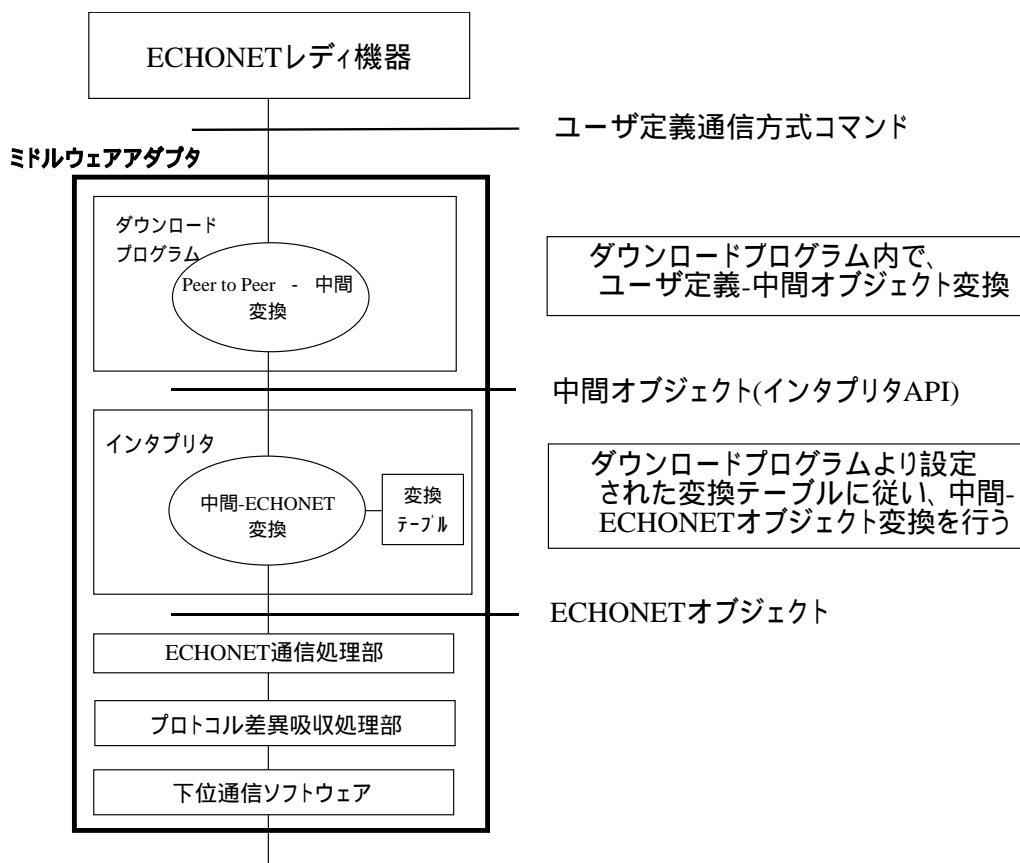 ECHONETレディ機器
ユーザ定義通信方式コマンド
ミドルウェアアダプタ
ダウンロード
プログラム
Peer to Peer - 中間
変換
ダウンロードプログラム内で、
ユーザ定義-中間オブジェクト変換
中間オブジェクト(インタプリタAPI)
インタプリタ
中間-ECHONET
変換
変換
テーブル
ダウンロードプログラムより設定
された変換テーブルに従い、中間-
ECHONETオブジェクト変換を行う
ECHONETオブジェクト
ECHONET通信処理部
プロトコル差異吸収処理部
下位通信ソフトウェア